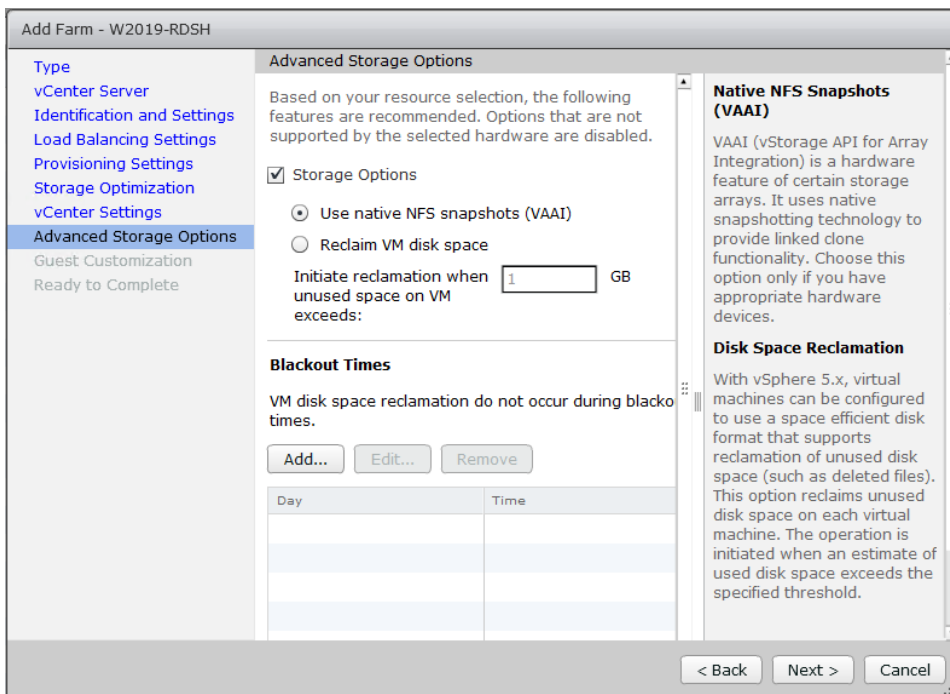 Add Farm - W2019-RDSH
Type
vCenter Server
Identification and Settings
Load Balancing Settings
Provisioning Settings
Storage Optimization
vCenter Settings
Advanced Storage Options
Guest Customization
Ready to Complete
Advanced Storage Options
Based on your resource selection, the following
features are recommended. Options that are not
supported by the selected hardware are disabled.
Storage Options
Use native NFS snapshots (VAAI)
Reclaim VM disk space
Initiate reclamation when
unused space on VM
exceeds:
1
GB
Blackout Times
VM disk space reclamation do not occur during blacko
times.
Add...
Edit...
Remove
Day
Time
Native NFS Snapshots
(VAAI)
VAAI (vStorage API for Array
Integration) is a hardware
feature of certain storage
arrays. It uses native
snapshotting technology to
provide linked clone
functionality. Choose this
option only if you have
appropriate hardware
devices.
Disk Space Reclamation
With vSphere 5.x, virtual
machines can be configured
to use a space efficient disk
format that supports
reclamation of unused disk
space (such as deleted files).
This option reclaims unused
disk space on each virtual
machine. The operation is
initiated when an estimate of
used disk space exceeds the
specified threshold.
< Back
Next >
Cancel